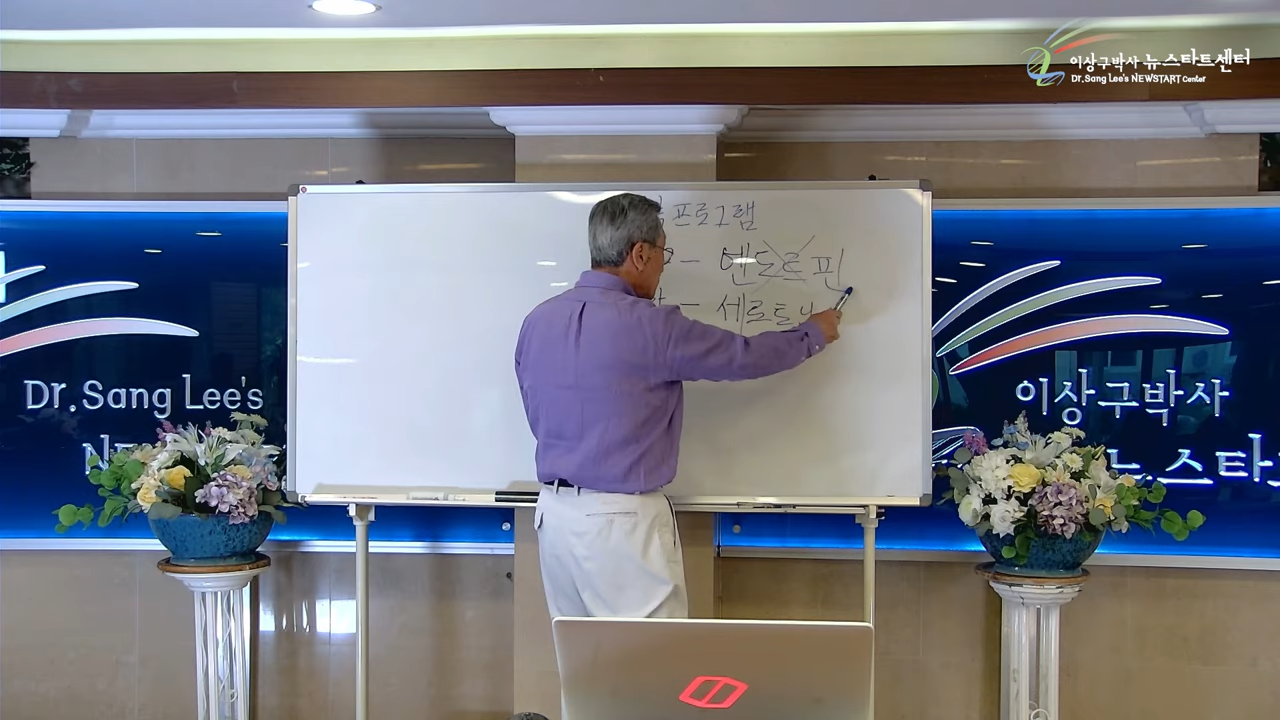 이상구박사 뉴스타트센터
Dr. Sang Lee's NEWSTART Center
프로그램
- 엔도르핀
- 세로토
Dr. Sang Lee's
이상구박사
뉴스타